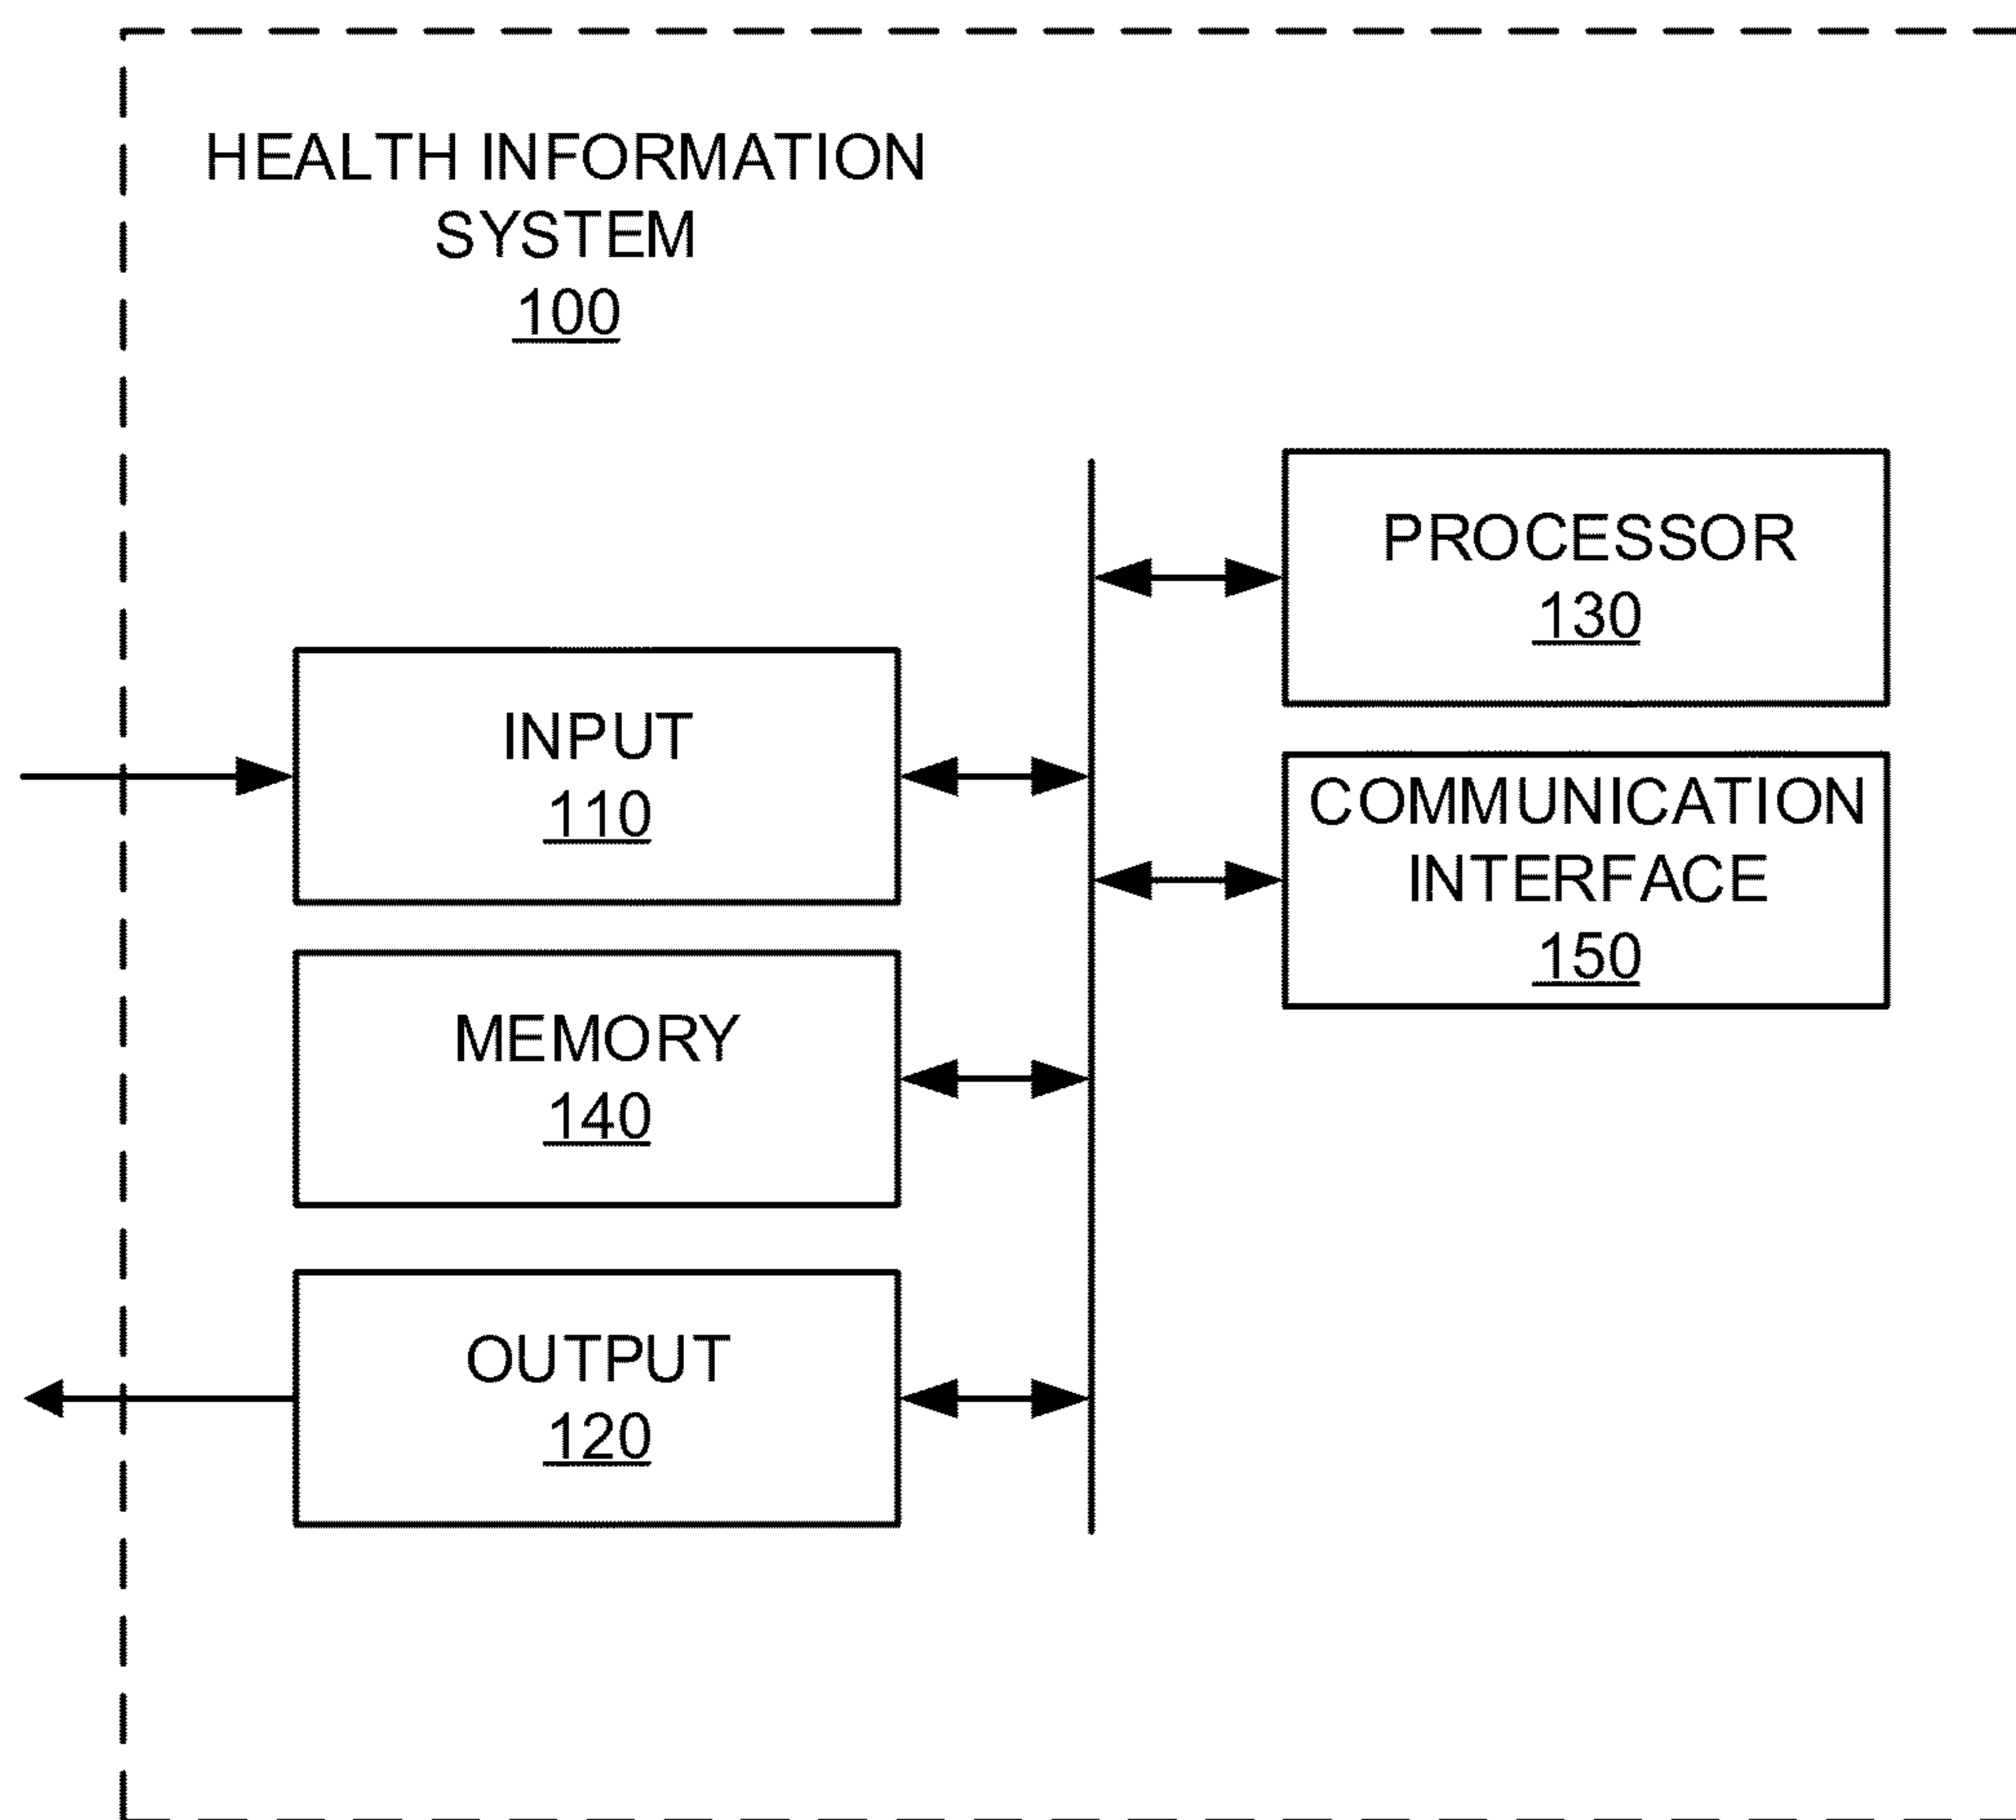 HEALTH INFORMATION
SYSTEM
100
PROCESSOR
130
INPUT
110
COMMUNICATION
INTERFACE
150
MEMORY
140
OUTPUT
120